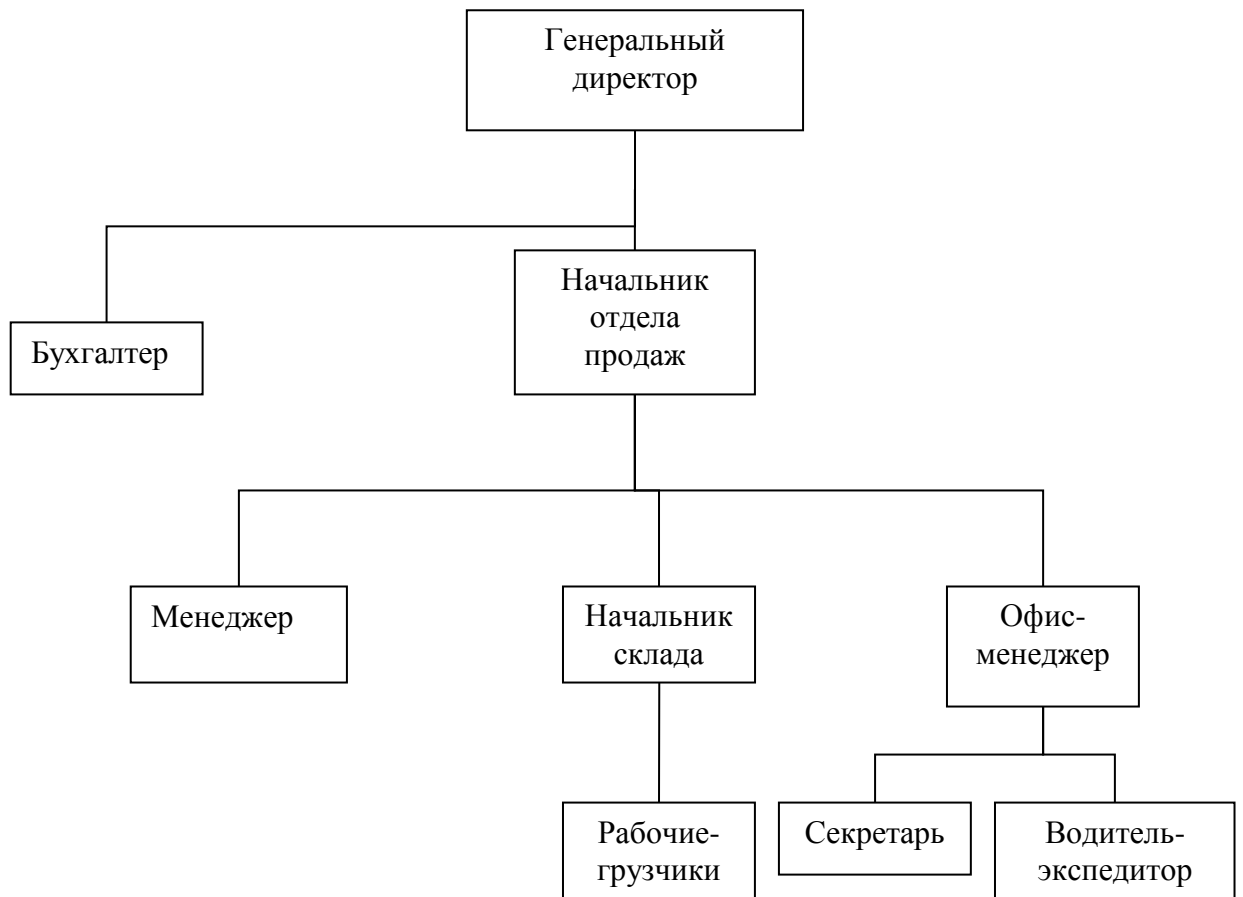 Генеральный
директор
Начальник
отдела
продаж
Бухгалтер
Менеджер
Начальник
склада
Офис-
менеджер
Рабочие-
грузчики
Секретарь
Водитель-
экспедитор